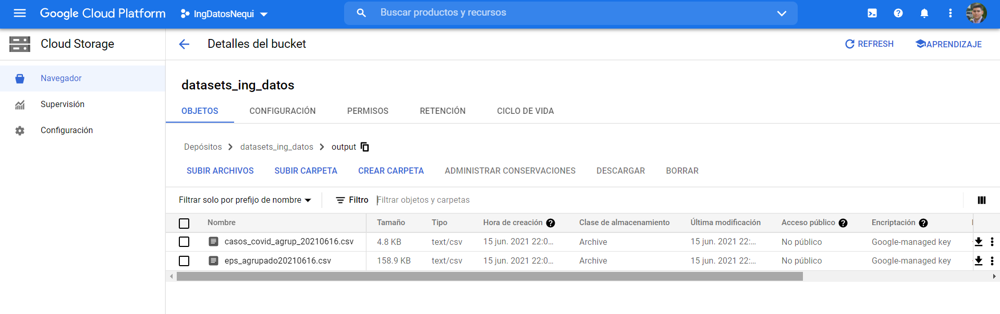 Google Cloud Platform IngDatosNequi Buscar productos y recursos
Cloud Storage
Detalles del bucket REFRESH APRENDIZAJE
Navegador
Supervisión
Configuración
datasets_ing_datos
OBJETOS CONFIGURACIÓN PERMISOS RETENCIÓN CICLO DE VIDA
Depósitos datasets_ing_datos output
SUBIR ARCHIVOS SUBIR CARPETA CREAR CARPETA ADMINISTRAR CONSERVACIONES DESCARGAR BORRAR
Filtrar solo por prefijo de nombre Filtro Filtrar objetos y carpetas
Nombre Tamaño Tipo Hora de creación Clase de almacenamiento Última modificación Acceso público Encriptación
casos_covid_agrup_20210616.csv 4.8 KB text/csv 15 jun. 2021 22:0... Archive 15 jun. 2021 22:... No público Google-managed key
eps_agrupado20210616.csv 158.9 KB text/csv 15 jun. 2021 22:0... Archive 15 jun. 2021 22:... No público Google-managed key